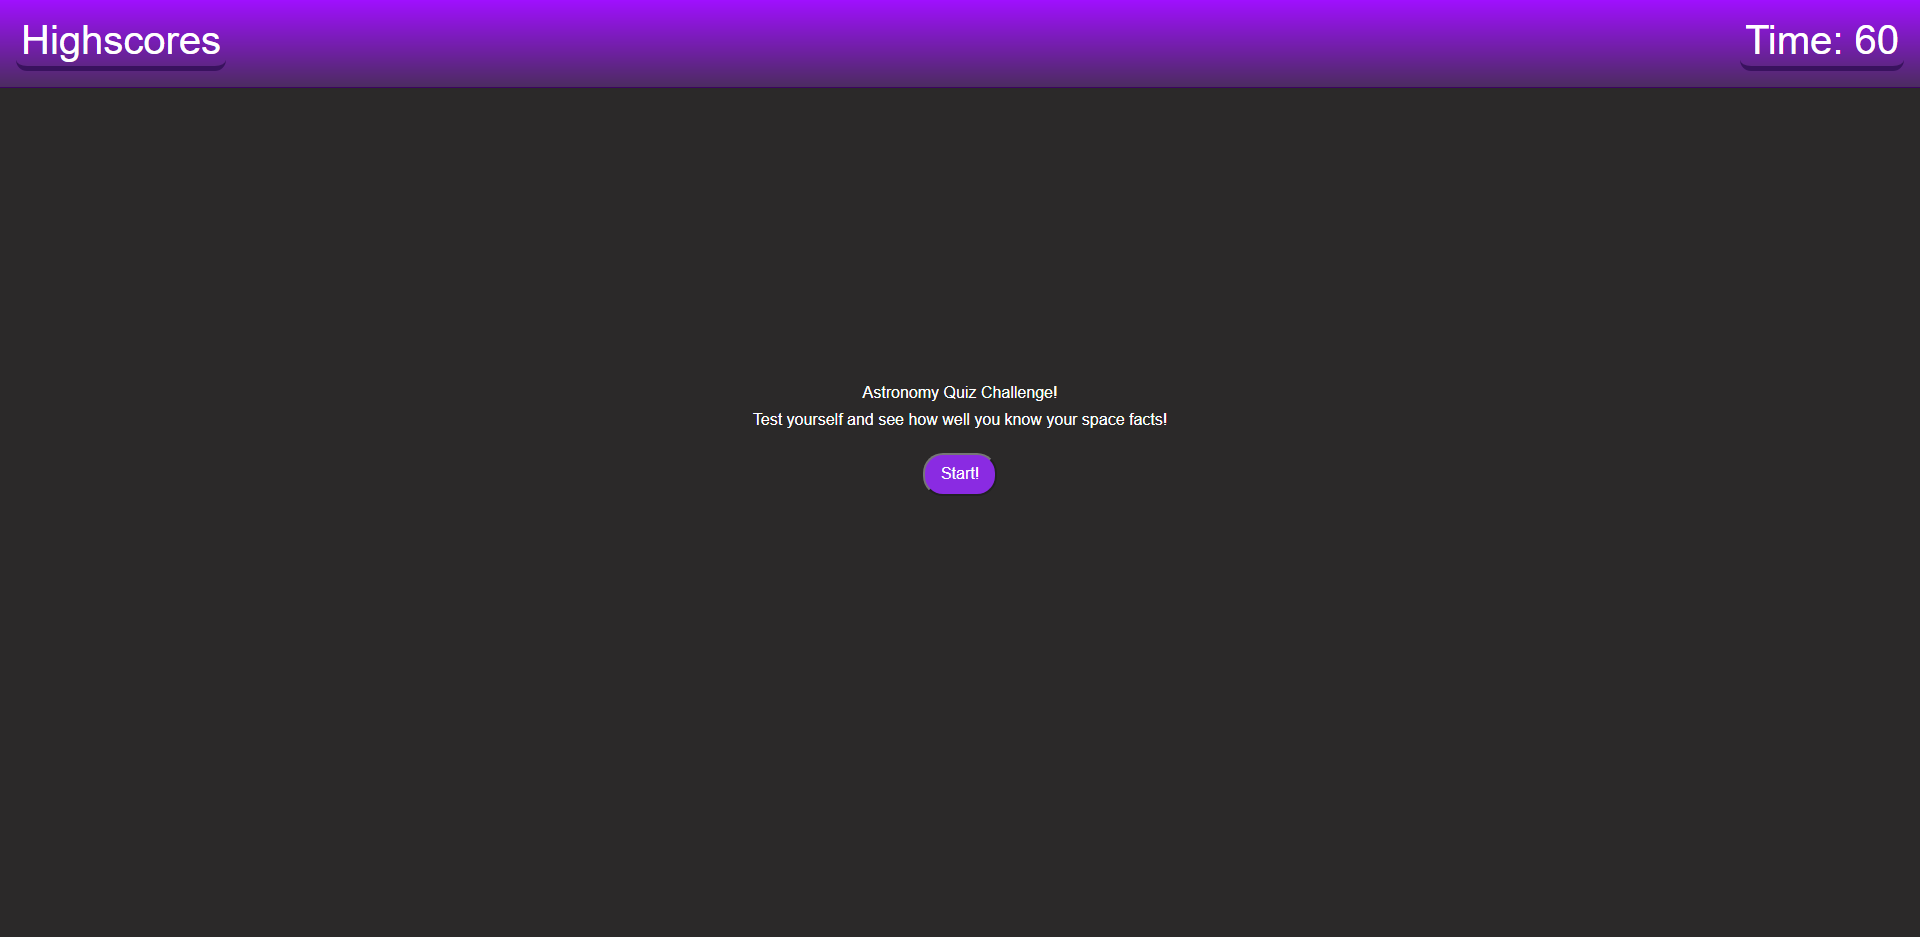 Highscores
Time: 60
Astronomy Quiz Challenge!
Test yourself and see how well you know your space facts!
Start!